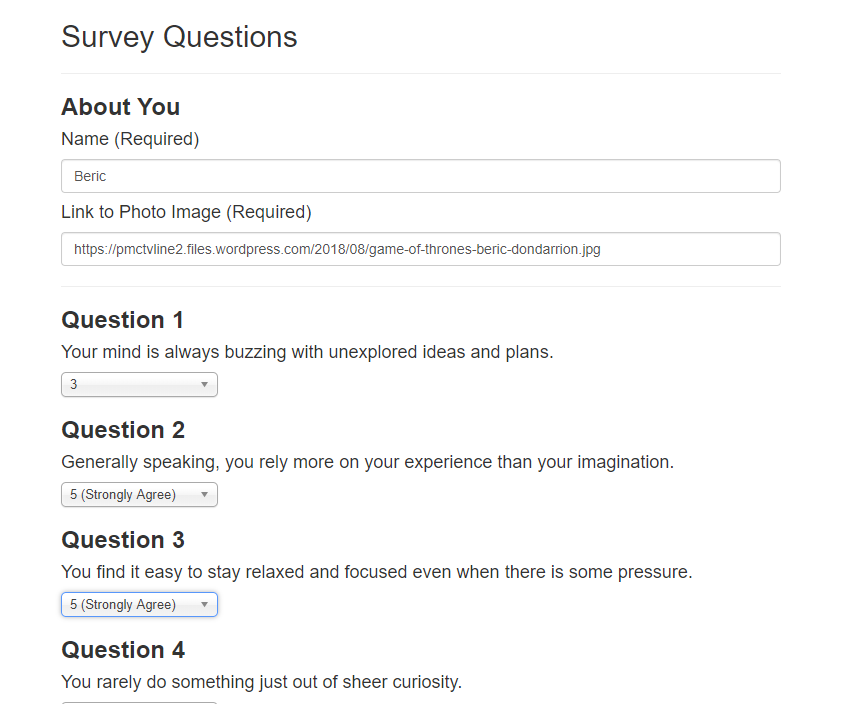 Survey Questions
About You
Name (Required)
Beric
Link to Photo Image (Required)
https://pmctvline2.files.wordpress.com/2018/08/game-of-thrones-beric-dondarrion.jpg
Question 1
Your mind is always buzzing with unexplored ideas and plans.
3
Question 2
Generally speaking, you rely more on your experience than your imagination.
5 (Strongly Agree)
Question 3
You find it easy to stay relaxed and focused even when there is some pressure.
5 (Strongly Agree)
Question 4
You rarely do something just out of sheer curiosity.